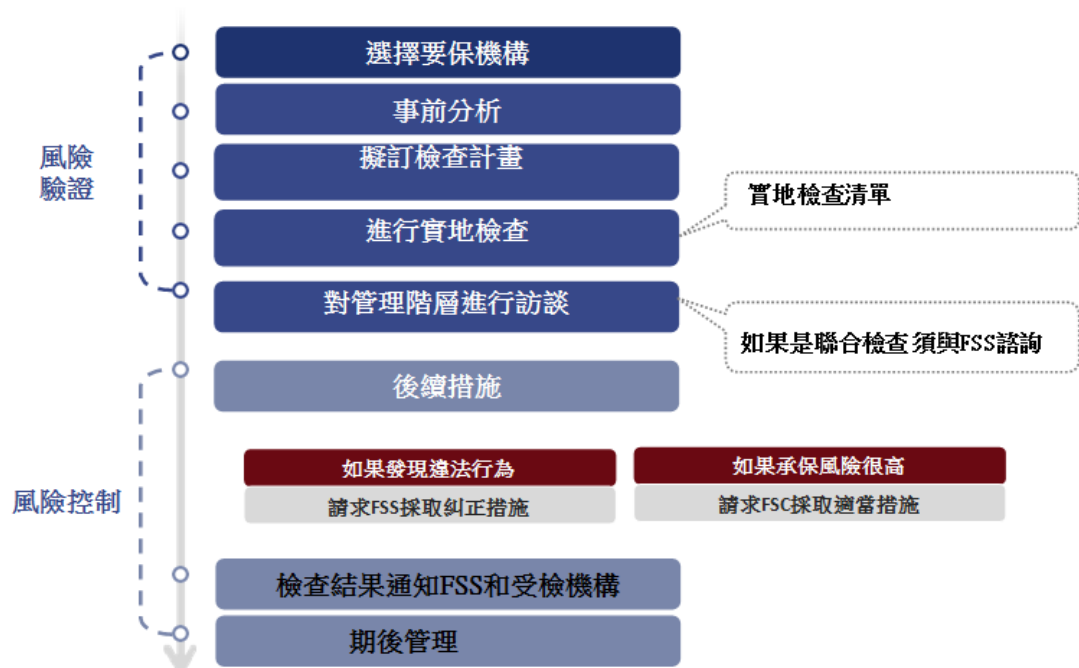 選擇要保機構
事前分析
擬訂檢查計畫
風險
驗證
實地檢查清單
進行實地檢查
對管理階層進行訪談
如果是聯合檢查須與FSS諮詢
後續措施
如果發現違法行為
如果承保風險很高
風險控制
請求FSS採取糾正措施
請求FSC採取適當措施
檢查結果通知FSS和受檢機構
期後管理